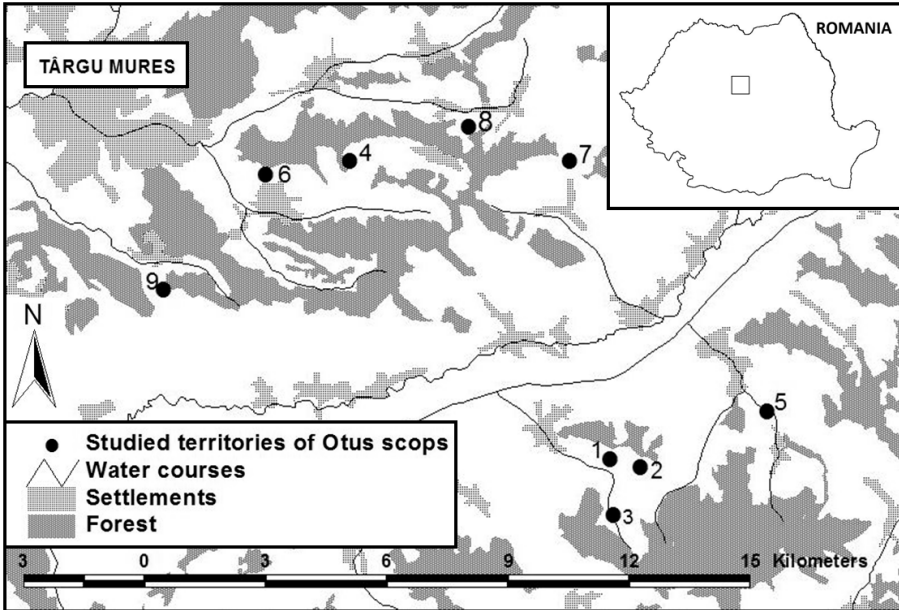 TÂRGU MURES
ROMANIA
8
4
7
6
9
N
5
1
2
3
Studied territories of Otus scops
Water courses
Settlements
Forest
3 0 3 6 9 12 15 Kilometers